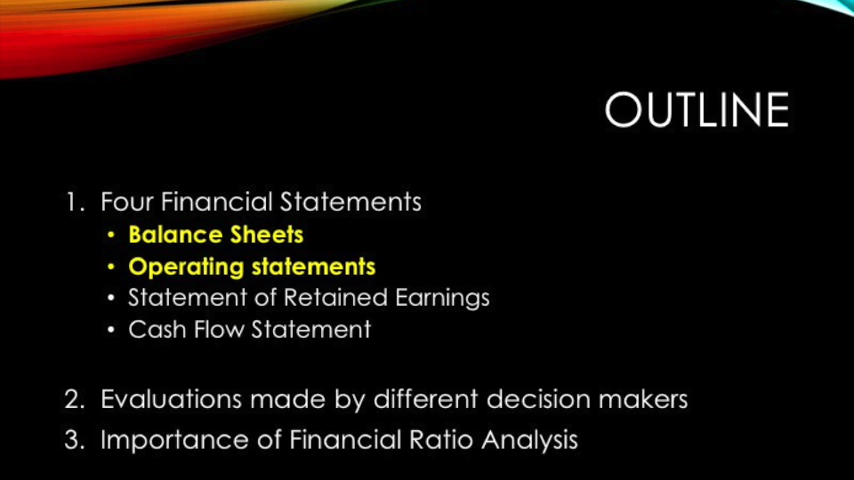 OUTLINE
1. Four Financial Statements
• Balance Sheets
• Operating statements
• Statement of Retained Earnings
• Cash Flow Statement
2. Evaluations made by different decision makers
3. Importance of Financial Ratio Analysis